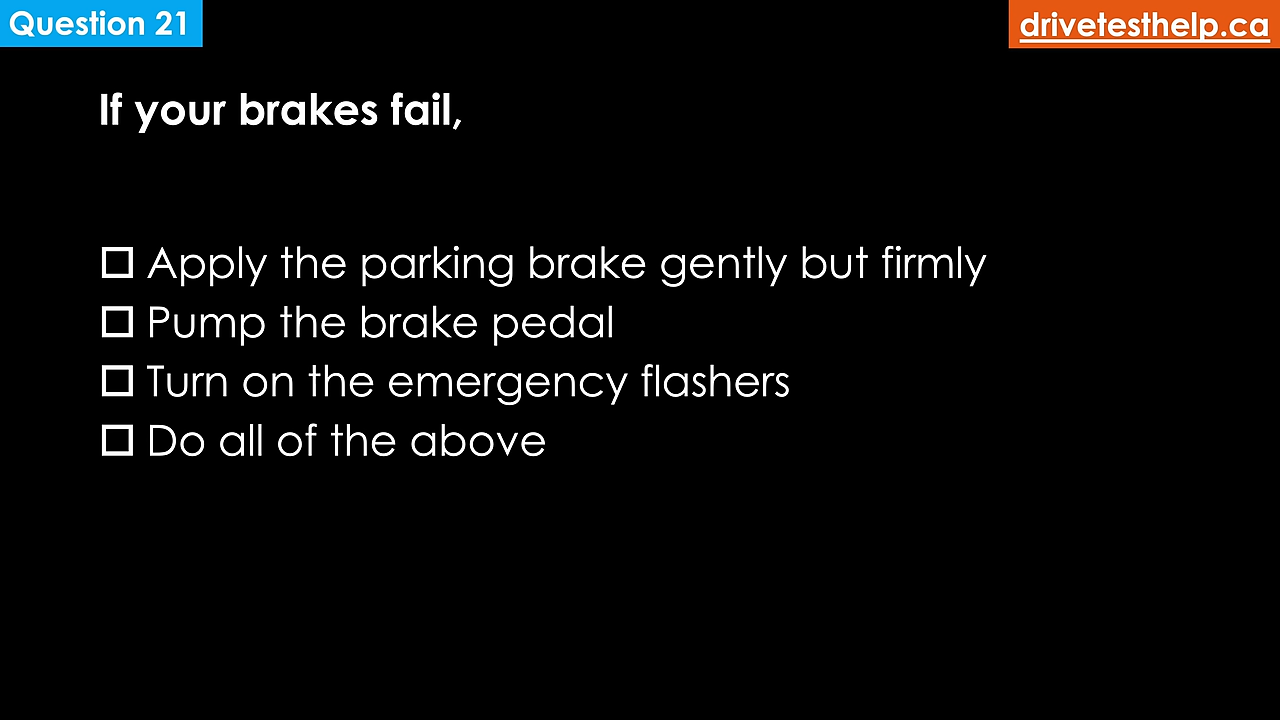 Question 21
drivetesthelp.ca
If your brakes fail,
☐ Apply the parking brake gently but firmly
☐ Pump the brake pedal
☐ Turn on the emergency flashers
☐ Do all of the above